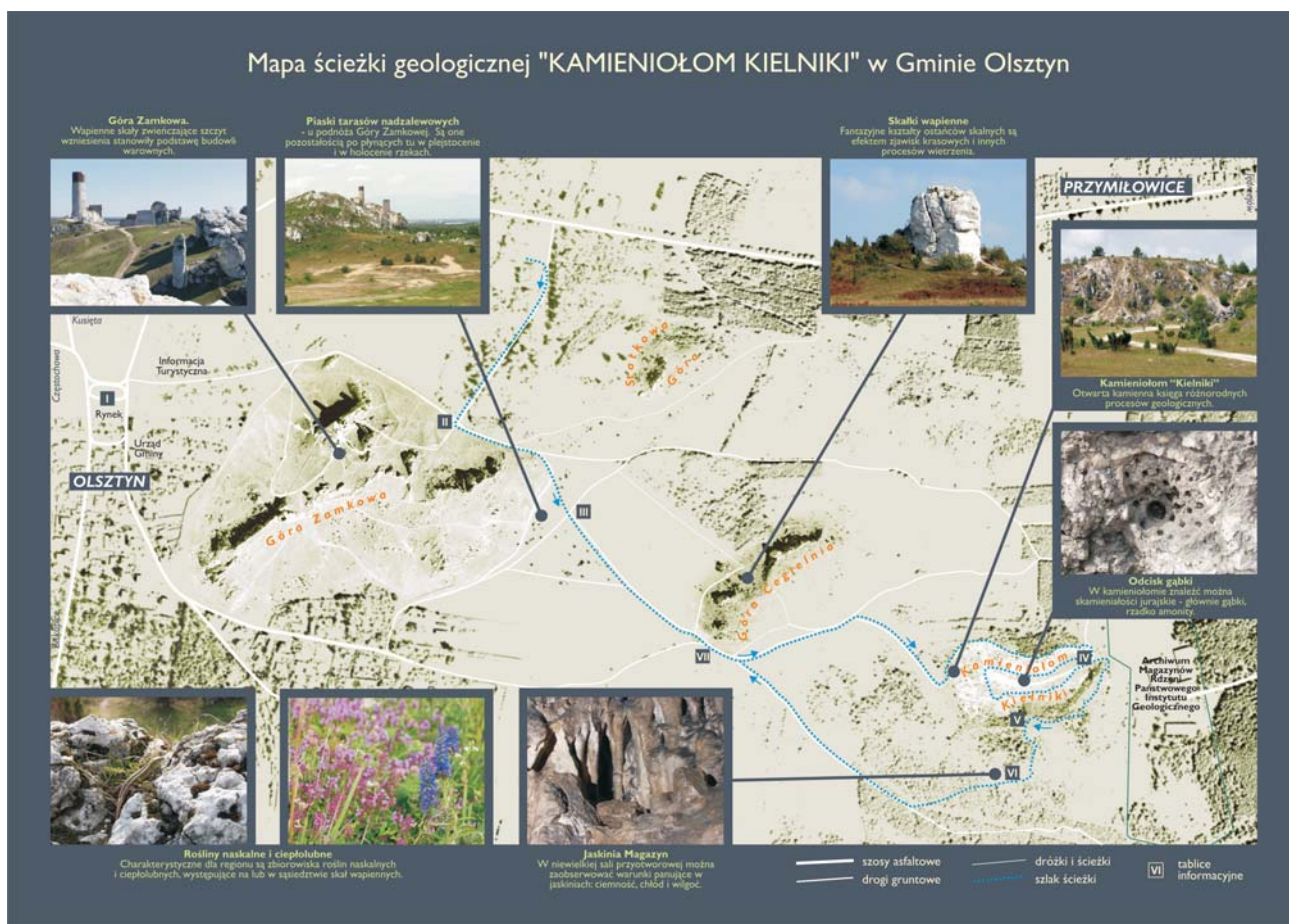 Mapa ścieżki geologicznej "KAMIENIOŁOM KIELNIKI" w Gminie Olsztyn
Góra Zamkowa.
Wapienne skały zwieńczające szczyt
wzniesienia stanowiły podstawę budowli
warownych.
Piaski tarasów nadzalewowych
- u podnóża Góry Zamkowej. Są one
pozostałością po płynących tu w plejstocenie
i w holocenie rzekach.
Skałki wapienne
Fantazyjne kształty ostańców skalnych są
efektem zjawisk krasowych i innych
procesów wietrzenia.
PRZYMIŁOWICE
Kamieniołom "Kielniki"
Otwarta kamienna księga różniorodnych
procesów geologicznych.
Kusięta
Częstochowa
Informacja
Turystyczna
I
Rynek
Urząd
Gminy
OLSZTYN
II
III
Góra Zamkowa
Statkowa
Góra
Góra Cegielnia
VII
Odcisk gąbki
W kamieniołomie znaleźć można
skamieniałości jurajskie - głównie gąbki,
rzadko amonity.
Kamieniołom
Kielniki
IV
V
VI
Archiwum
Magazynów
Rdzeni
Państwowego
Instytutu
Geologicznego
Rośliny naskalne i ciepłolubne
Charakterystyczne dla regionu są zbiorowiska roślin naskalnych
i ciepłolubnych, występujące na lub w sąsiedztwie skał wapiennych.
Jaskinia Magazyn
W niewielkiej sali przyotworowej można
zaobserwować warunki panujące w
jaskiniach: ciemność, chłód i wilgoć.
szosy asfaltowe
drogi gruntowe
dróżki i ścieżki
szlak ścieżki
VI
tablice
informacyjne